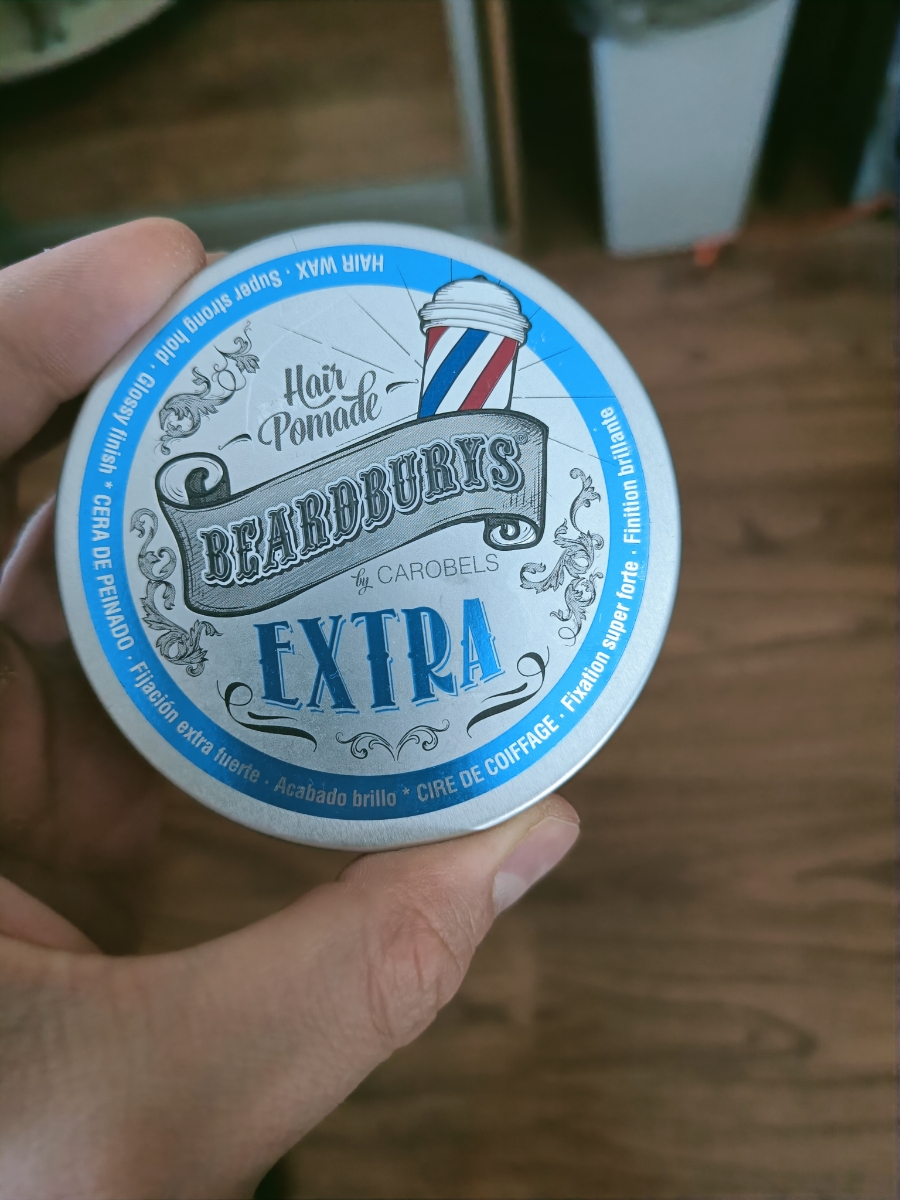 Hair
Pomade
BEARDBURYS®
by CAROBELS
EXTRA
HAIR WAX · Super strong hold · Glossy finish * CERA DE PEINADO · Fijación extra fuerte · Acabado brillo * CIRE DE COIFFAGE · Fixation super forte · Finition brillante